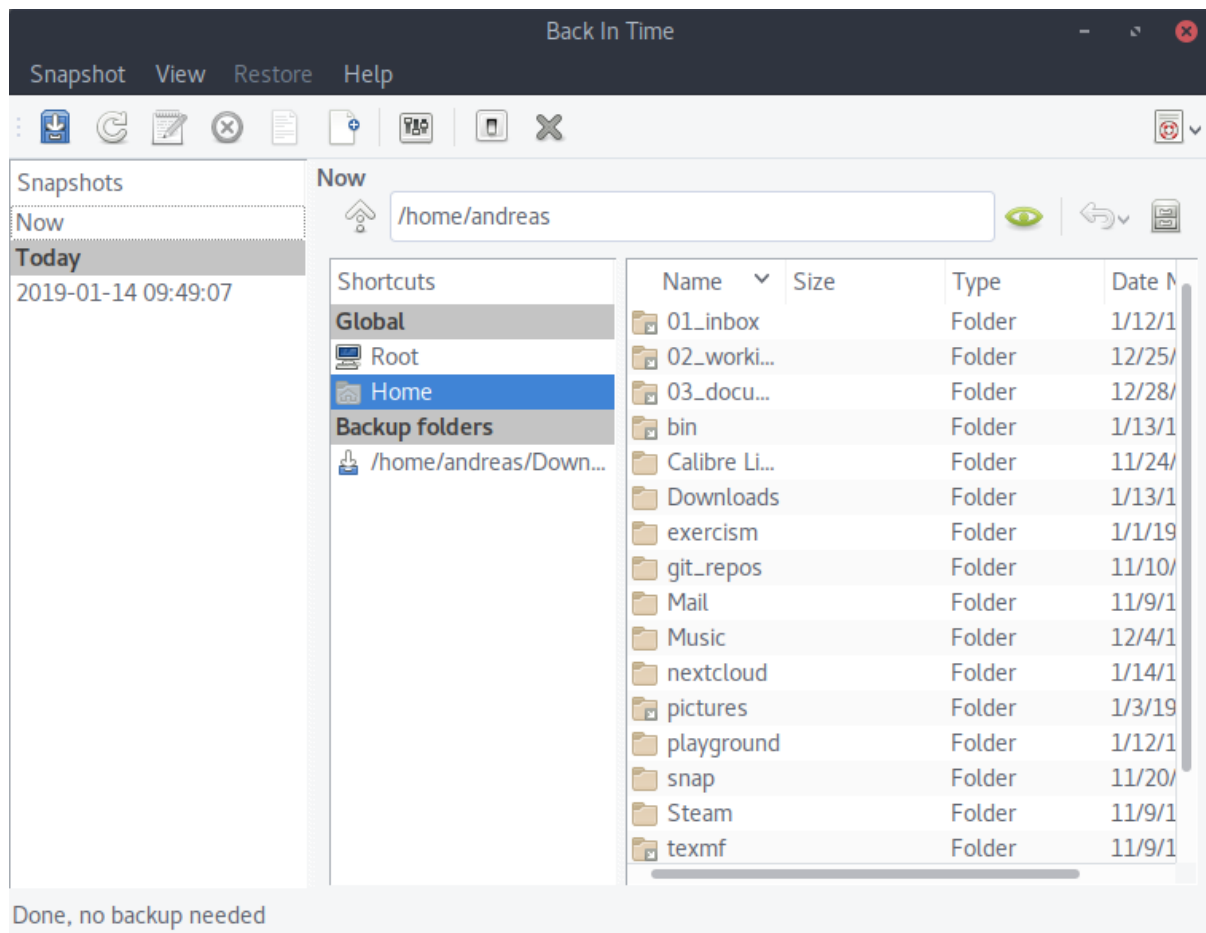 Back In Time
Snapshot View Restore Help
Snapshots
Now
Today
2019-01-14 09:49:07
Now
/home/andreas
Shortcuts
Global
Root
Home
Backup folders
/home/andreas/Down...
Name Size Type Date M
01_inbox Folder 1/12/1
02_worki... Folder 12/25/
03_docu... Folder 12/28/
bin Folder 1/13/1
Calibre Li... Folder 11/24/
Downloads Folder 1/13/1
exercism Folder 1/1/19
git_repos Folder 11/10/
Mail Folder 11/9/1
Music Folder 12/4/1
nextcloud Folder 1/14/1
pictures Folder 1/3/19
playground Folder 1/12/1
snap Folder 11/20/
Steam Folder 11/9/1
texmf Folder 11/9/1
Done, no backup needed